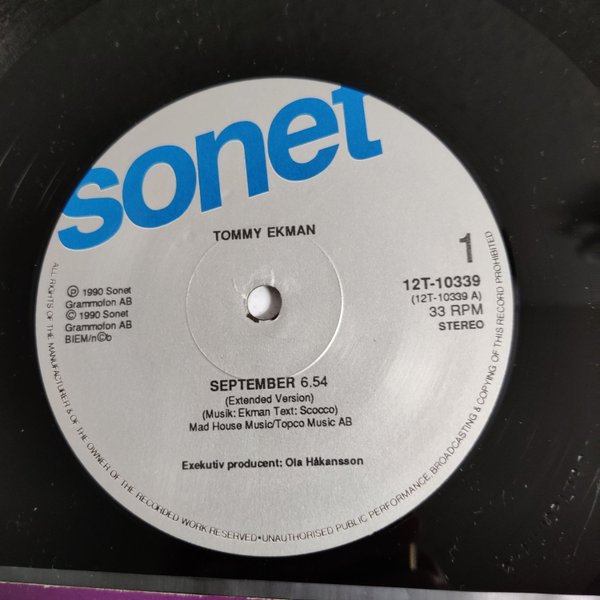 sonet
TOMMY EKMAN
1
℗ 1990 Sonet
Grammofon AB
© 1990 Sonet
Grammofon AB
BIEM/n©b
12T-10339
(12T-10339 A)
33 RPM
STEREO
SEPTEMBER 6.54
(Extended Version)
(Musik: Ekman Text: Scocco)
Mad House Music/Topco Music AB
Exekutiv producent: Ola Håkansson
ALL RIGHTS OF THE MANUFACTURER & OF THE OWNER OF THE RECORDED WORK RESERVED•UNAUTHORISED PUBLIC PERFORMANCE, BROADCASTING & COPYING OF THIS RECORD PROHIBITED